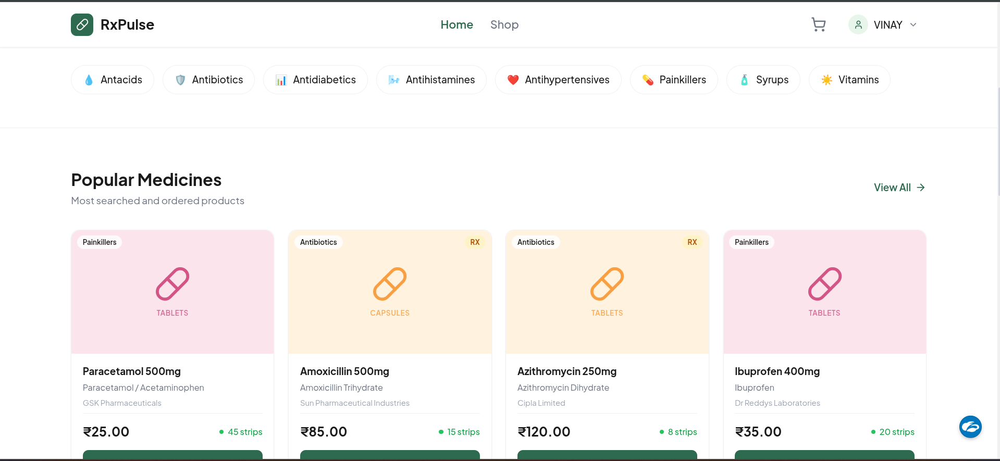 RxPulse
Home
Shop
VINAY
Antacids
Antibiotics
Antidiabetics
Antihistamines
Antihypertensives
Painkillers
Syrups
Vitamins
Popular Medicines
Most searched and ordered products
View All →
Painkillers
TABLETS
Paracetamol 500mg
Paracetamol / Acetaminophen
GSK Pharmaceuticals
₹25.00
45 strips
Antibiotics
RX
CAPSULES
Amoxicillin 500mg
Amoxicillin Trihydrate
Sun Pharmaceutical Industries
₹85.00
15 strips
Antibiotics
RX
TABLETS
Azithromycin 250mg
Azithromycin Dihydrate
Cipla Limited
₹120.00
8 strips
Painkillers
TABLETS
Ibuprofen 400mg
Ibuprofen
Dr Reddys Laboratories
₹35.00
20 strips